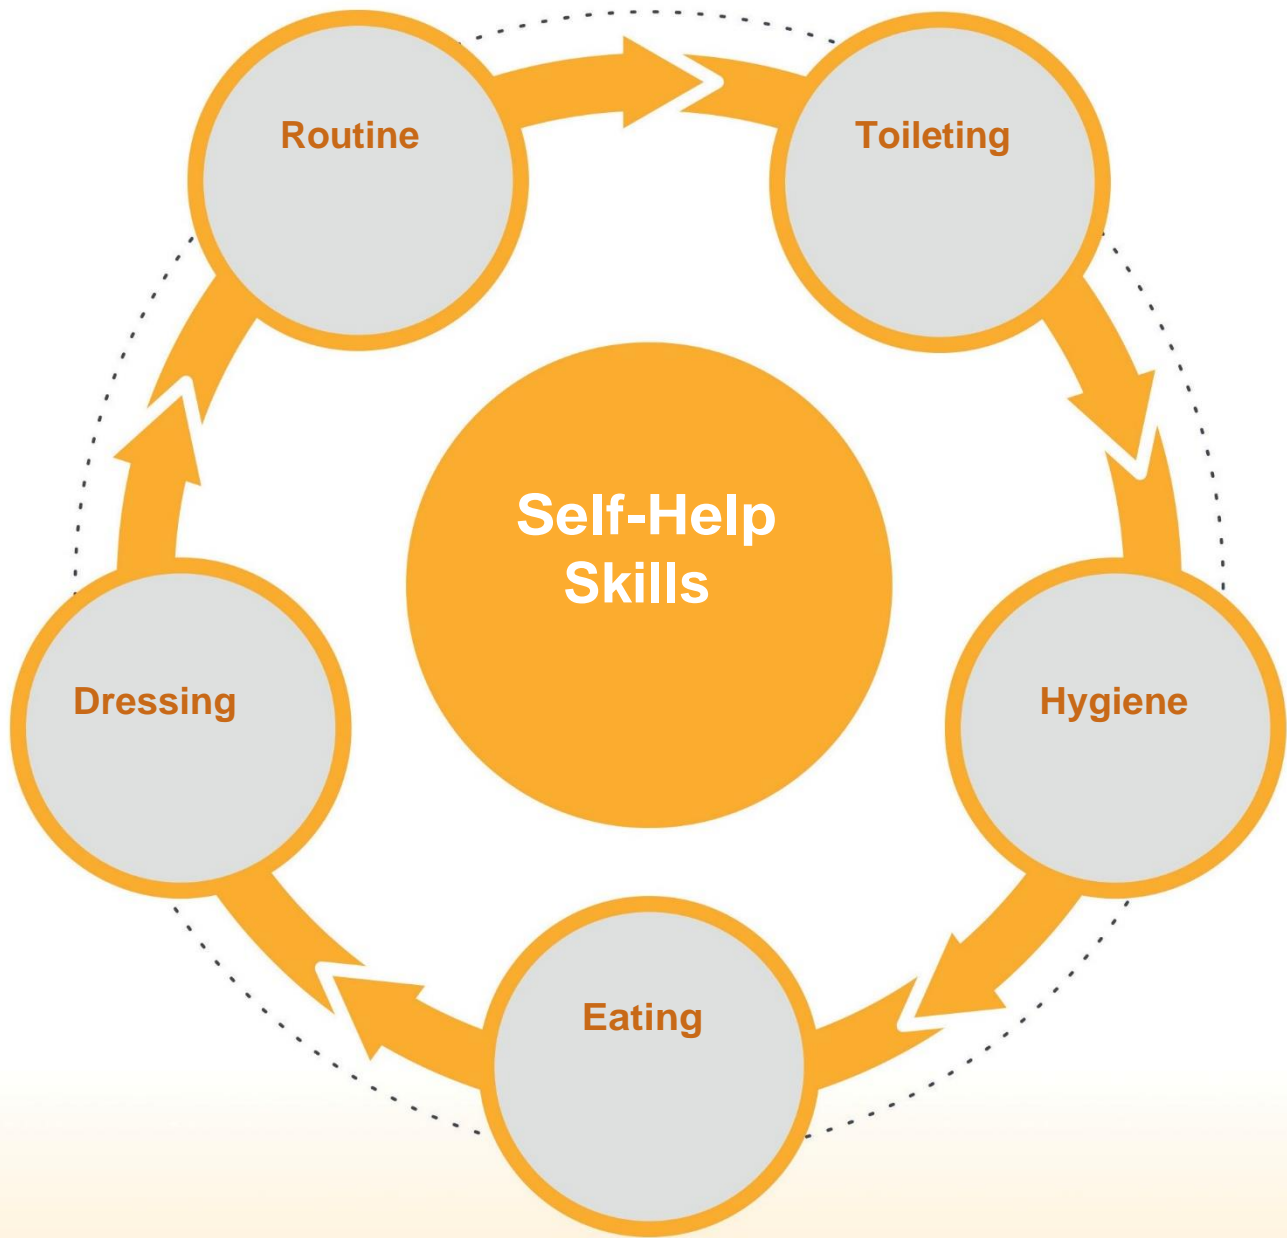 Routine
Toileting
Self-Help
Skills
Dressing
Hygiene
Eating